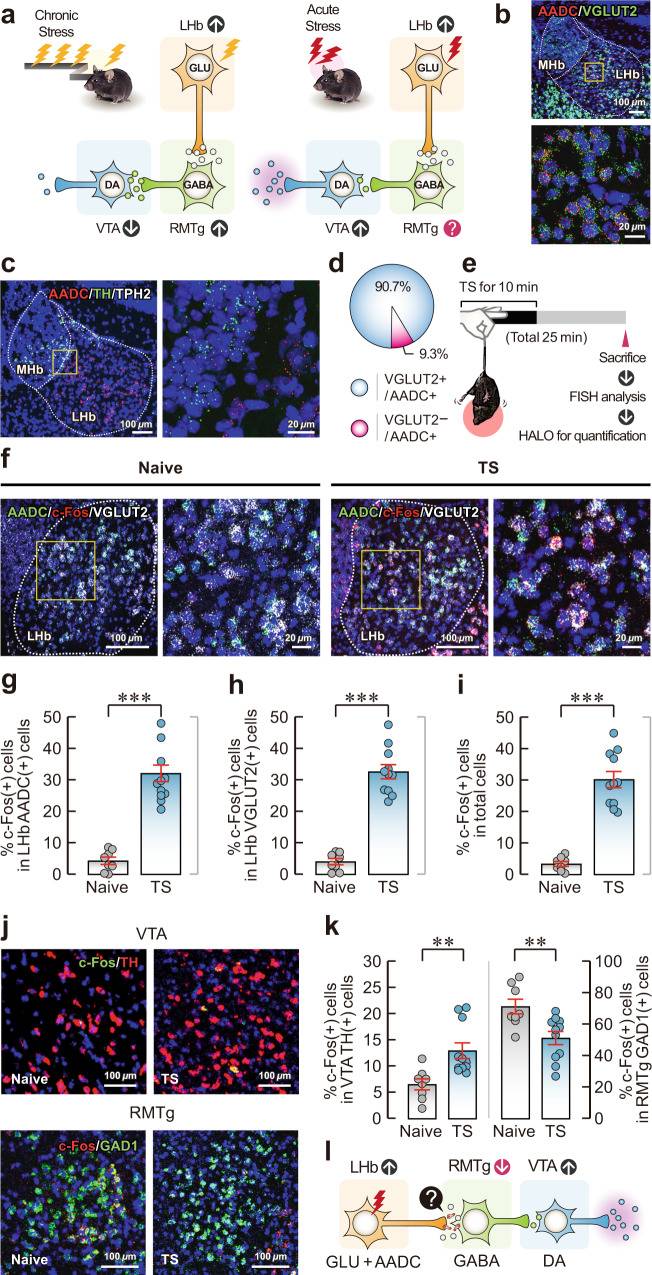 a
Chronic
Stress
LHb
GLU
DA
GABA
VTA
RMTg
Acute
Stress
LHb
GLU
DA
GABA
VTA
RMTg ?
b
AADC/VGLUT2
MHb
LHb
100 µm
20 µm
c
AADC/TH/TPH2
MHb
LHb
100 µm
20 µm
d
90.7%
9.3%
VGLUT2+
/AADC+
VGLUT2−
/AADC+
e
TS for 10 min
(Total 25 min)
Sacrifice
FISH analysis
HALO for quantification
f
Naive
TS
AADC/c-Fos/VGLUT2
LHb
100 µm
20 µm
AADC/c-Fos/VGLUT2
LHb
100 µm
20 µm
g
% c-Fos(+) cells
in LHb AADC(+) cells
50
40
30
20
10
0
***
Naive
TS
h
% c-Fos(+) cells
in LHb VGLUT2(+) cells
50
40
30
20
10
0
***
Naive
TS
i
% c-Fos(+) cells
in total cells
50
40
30
20
10
0
***
Naive
TS
j
VTA
c-Fos/TH
Naive
100 µm
TS
100 µm
RMTg
c-Fos/GAD1
Naive
100 µm
TS
100 µm
k
% c-Fos(+) cells
in VTA TH(+) cells
30
25
20
15
10
5
0
**
**
Naive
TS
Naive
TS
100
80
60
40
20
0
% c-Fos(+) cells
in RMTg GAD1(+) cells
l
LHb
RMTg
VTA
?
GLU + AADC
GABA
DA